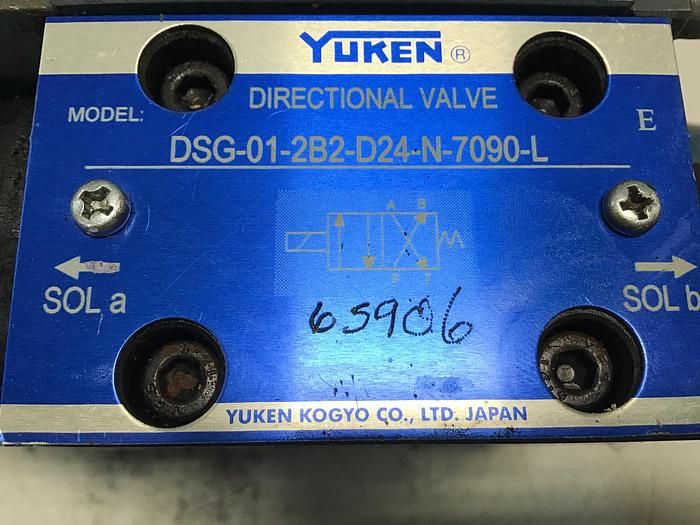 YUKEN ®
DIRECTIONAL VALVE
MODEL:
E
DSG-01-2B2-D24-N-7090-L
A B
P T
SOL a
SOL b
65906
YUKEN KOGYO CO., LTD. JAPAN